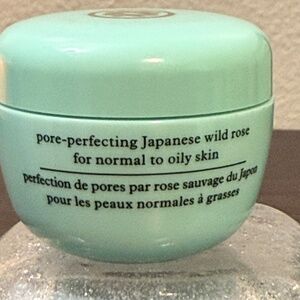 pore-perfecting Japanese wild rose
for normal to oily skin
perfection de pores par rose sauvage du Japon
pour les peaux normales à grasses